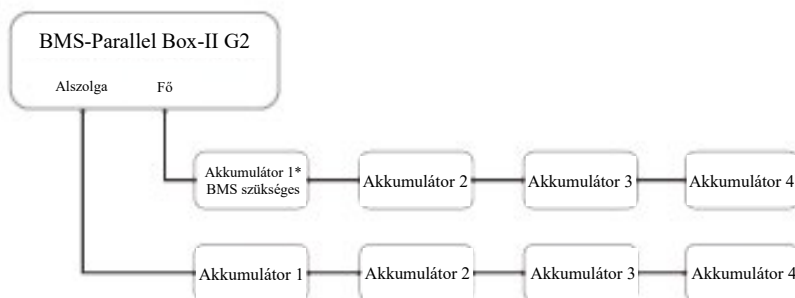 BMS-Parallel Box-II G2
Alszolga
Fő
Akkumulátor 1*
BMS szükséges
Akkumulátor 2
Akkumulátor 3
Akkumulátor 4
Akkumulátor 1
Akkumulátor 2
Akkumulátor 3
Akkumulátor 4